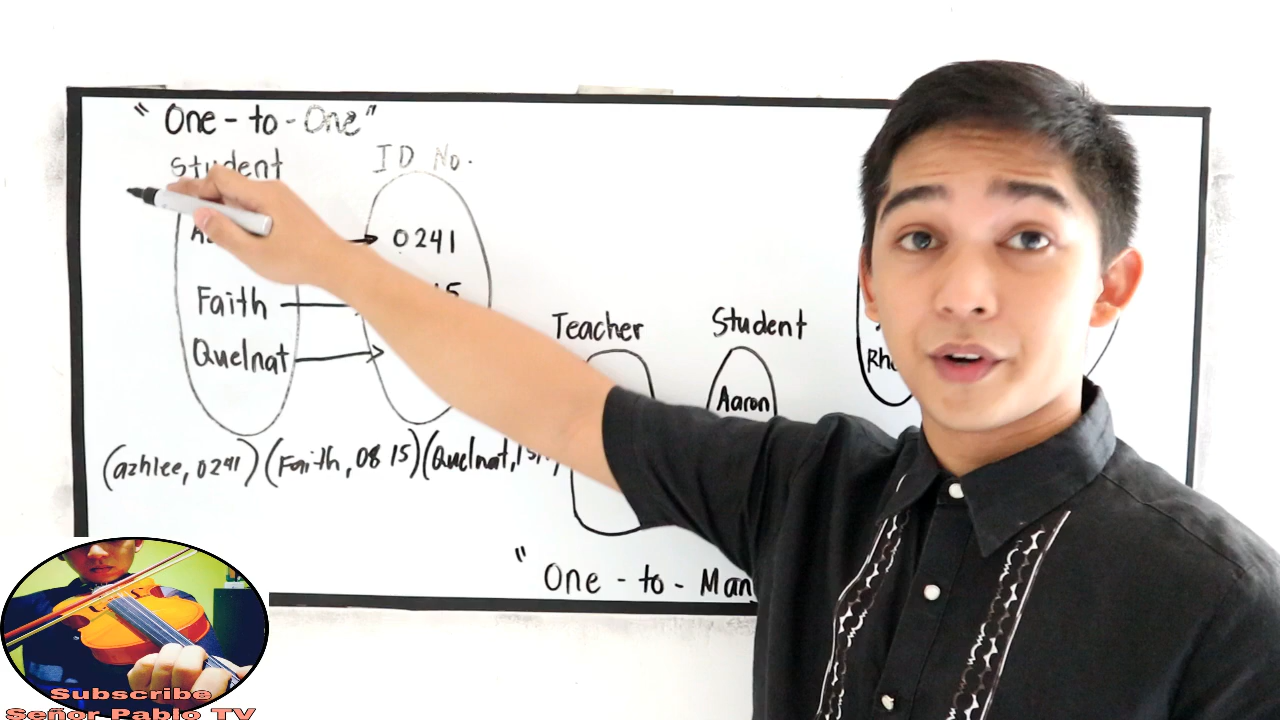 " One-to-One"
Student ID No.
0241
Faith
Quelnat
(azhlee, 0241) (Faith, 08 15) (Quelnat,
Teacher Student
Aaron
" One - to - Man
Subscribe
Señor Pablo TV